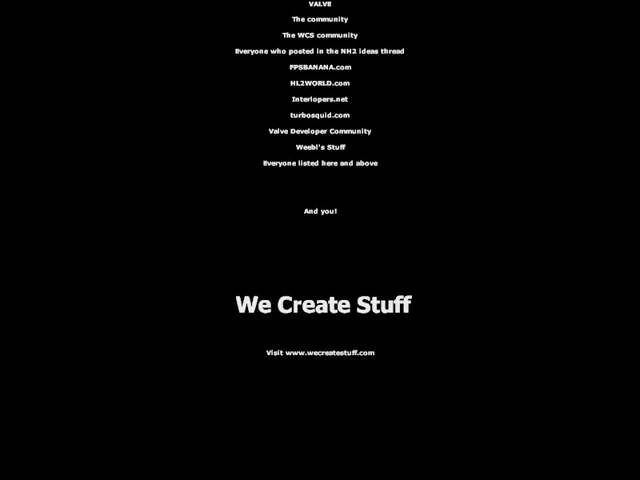 VALVE
The community
The WCS community
Everyone who posted in the NH2 ideas thread
FPSBANANA.com
HL2WORLD.com
Interlopers.net
turbosquid.com
Valve Developer Community
Weebl's Stuff
Everyone listed here and above
And you!
We Create Stuff
Visit www.wecreatestuff.com